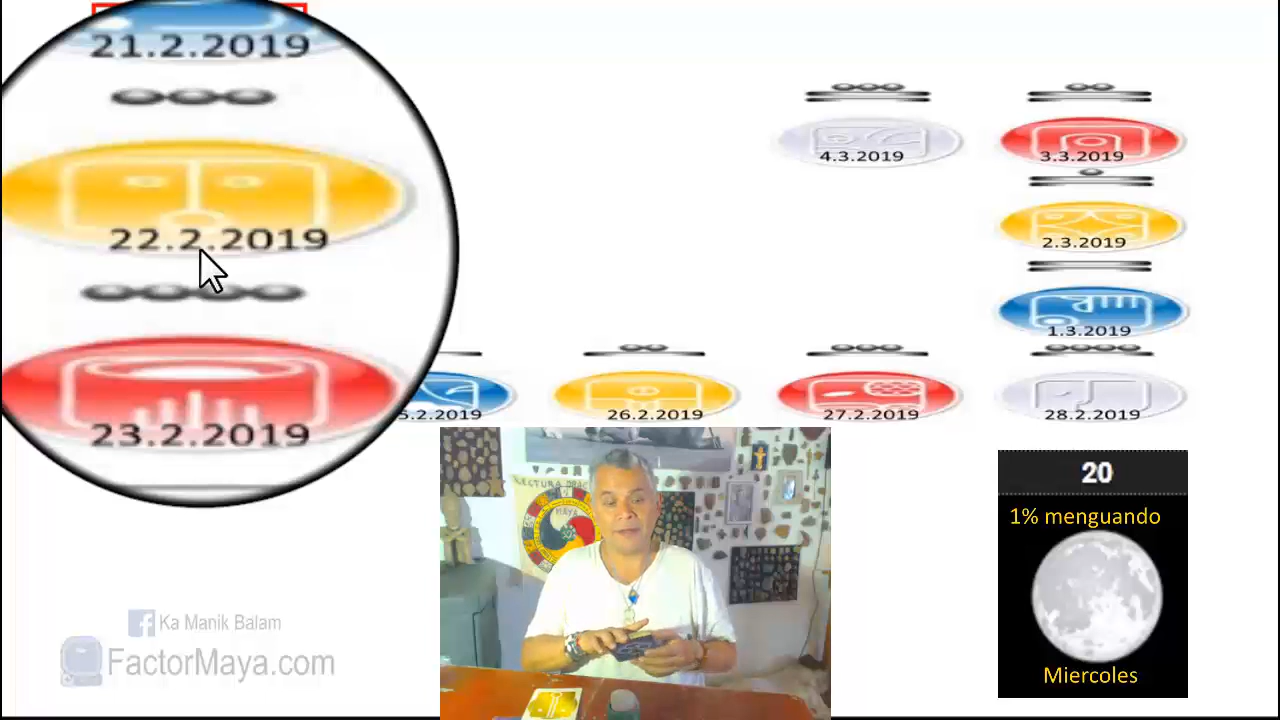 21.2.2019
22.2.2019
23.2.2019
4.3.2019
3.3.2019
2.3.2019
1.3.2019
5.2.2019
26.2.2019
27.2.2019
28.2.2019
LECTURA
MAYA
20
1% menguando
Miercoles
Ka Manik Balam
FactorMaya.com